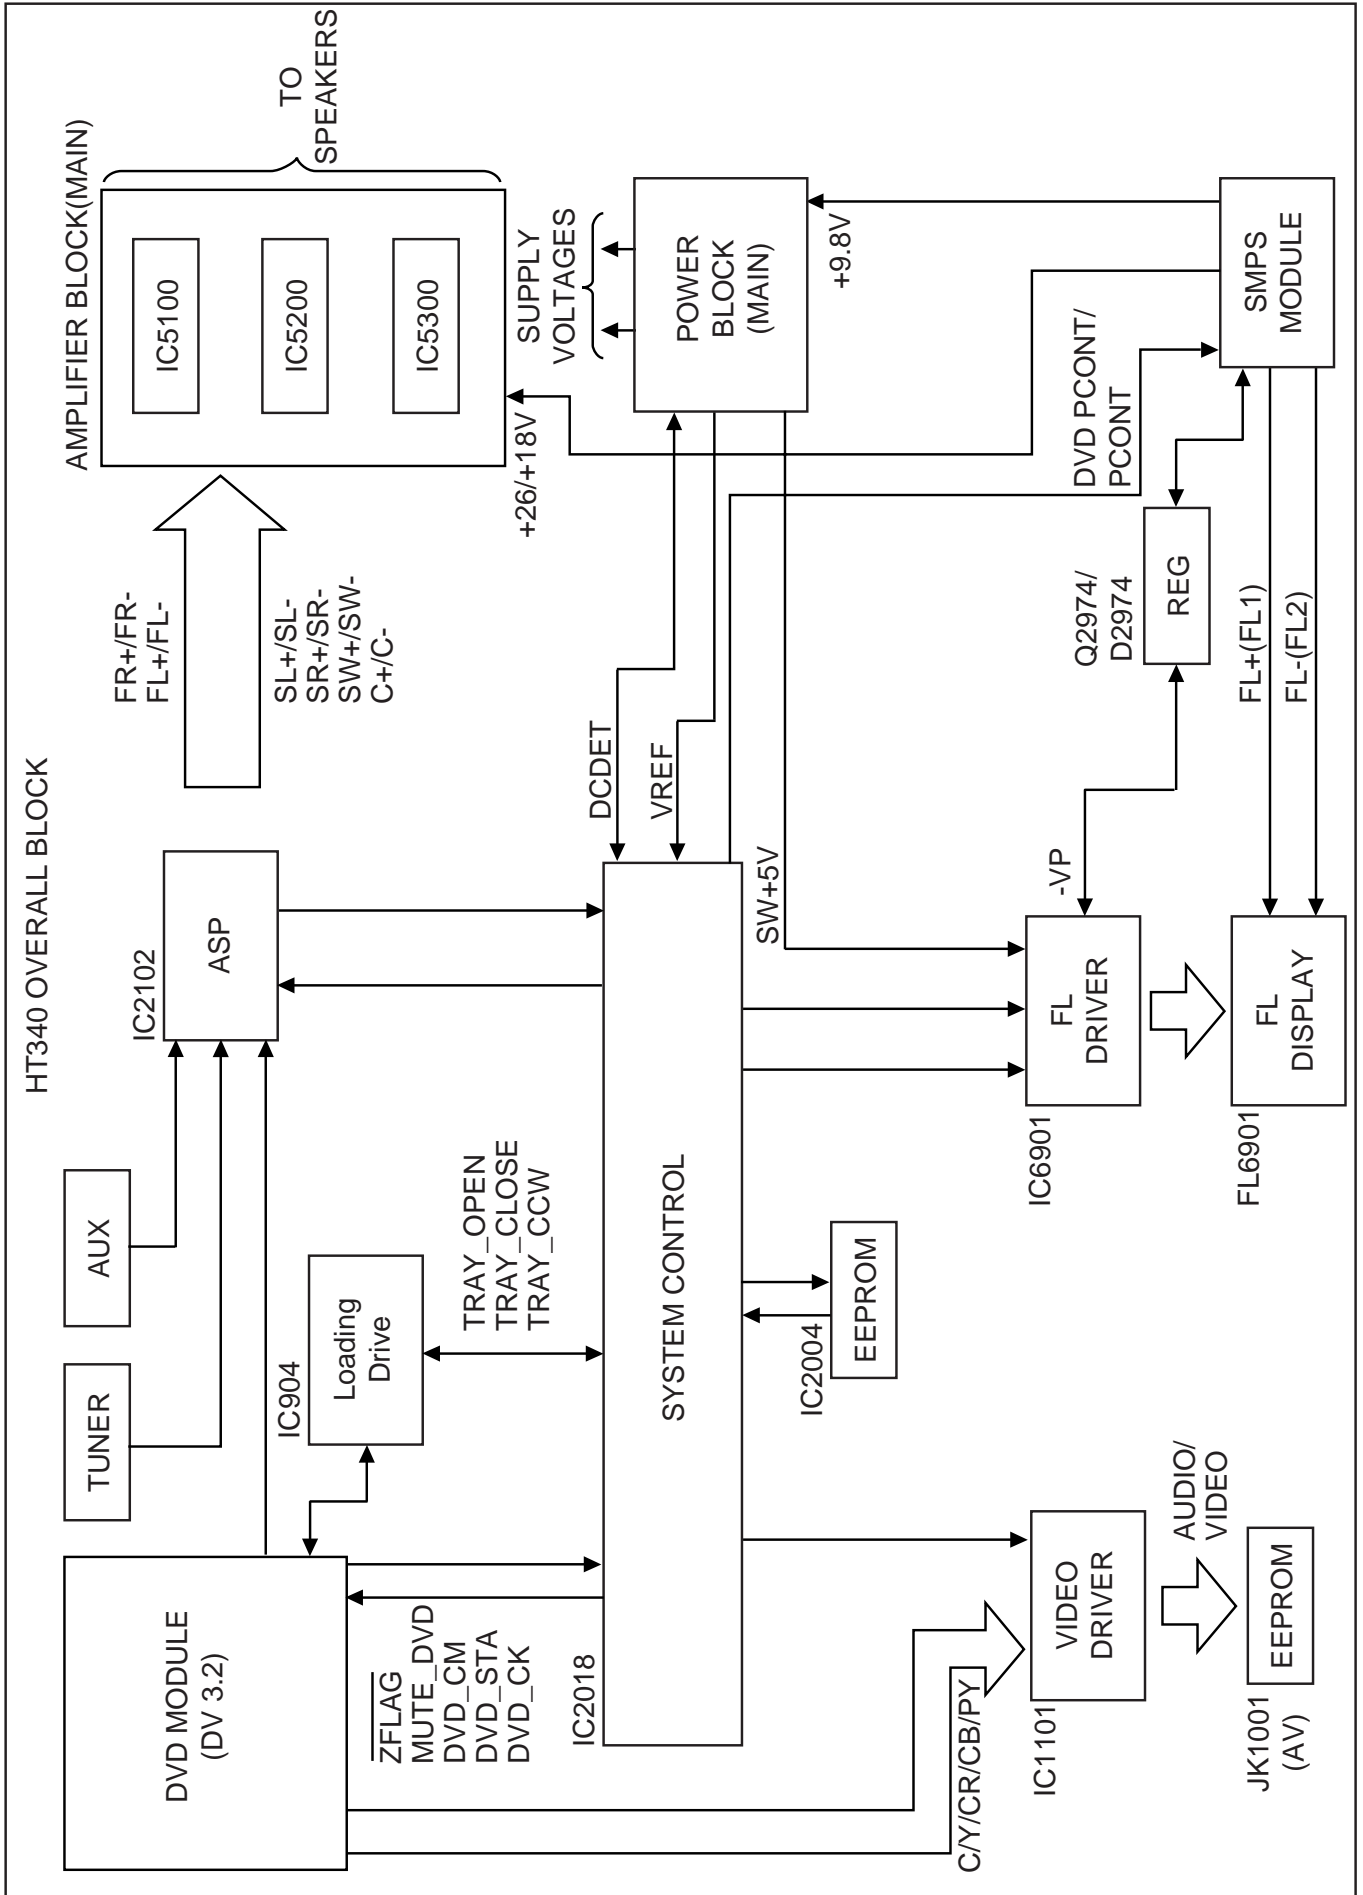 HT340 OVERALL BLOCK
DVD MODULE
(DV 3.2)
TUNER
AUX
IC2102
ASP
FR+/FR-
FL+/FL-
SL+/SL-
SR+/SR-
SW+/SW-
C+/C-
AMPLIFIER BLOCK(MAIN)
IC5100
IC5200
IC5300
TO
SPEAKERS
ZFLAG
MUTE_DVD
DVD_CM
DVD_STA
DVD_CK
IC904
Loading
Drive
TRAY_OPEN
TRAY_CLOSE
TRAY_CCW
DCDET
VREF
+26/+18V
SUPPLY
VOLTAGES
IC2018
SYSTEM CONTROL
SW+5V
POWER
BLOCK
(MAIN)
+9.8V
IC2004
EEPROM
C/Y/CR/CB/PY
IC1101
VIDEO
DRIVER
AUDIO/
VIDEO
JK1001
(AV)
EEPROM
IC6901
FL
DRIVER
-VP
Q2974/
D2974
REG
DVD PCONT/
PCONT
FL6901
FL
DISPLAY
FL+(FL1)
FL-(FL2)
SMPS
MODULE